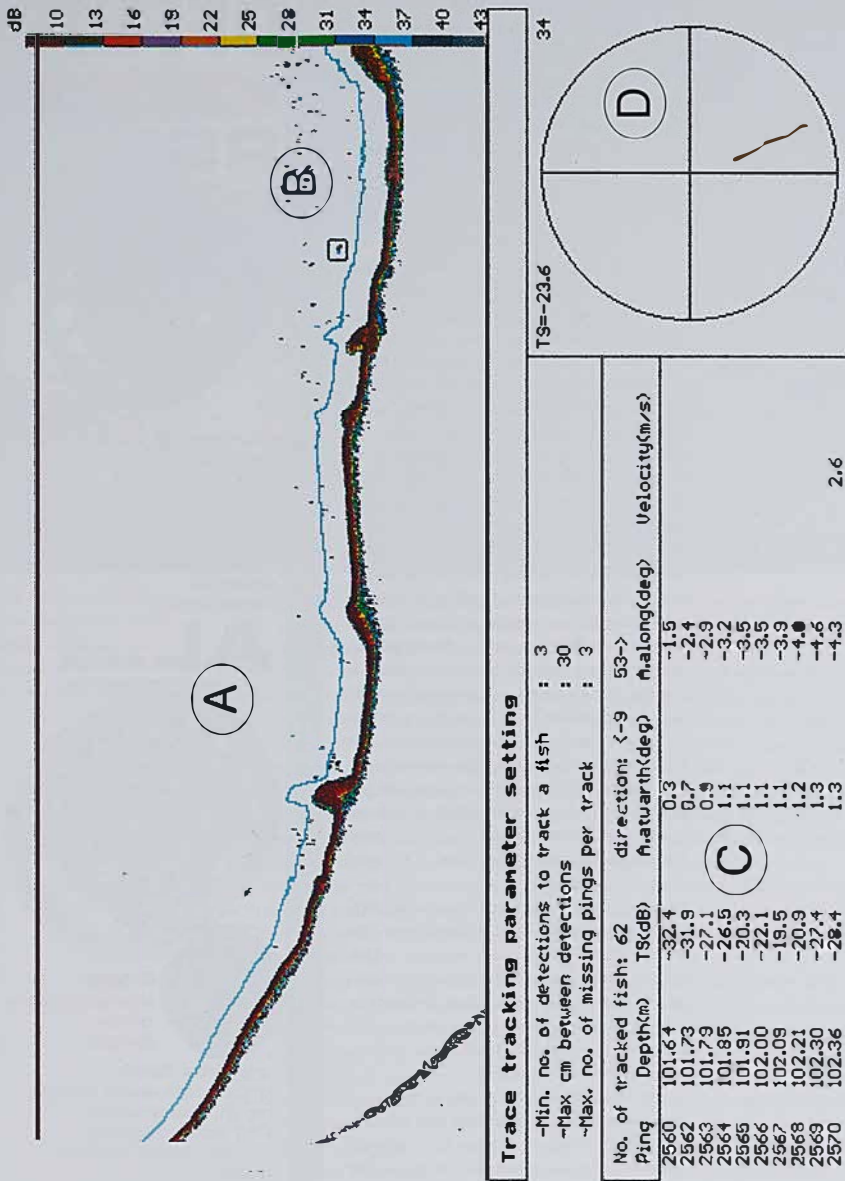 dB
10
13
16
19
22
25
28
31
34
37
40
43
A
B
Trace tracking parameter setting
-Min. no. of detections to track a fish : 3
-Max cm between detections : 30
-Max. no. of missing pings per track : 3
TS=-23.6 34
D
No. of tracked fish: 62 direction: <-9 53->
Ping Depth(m) TS(dB) A.atwarth(deg) A.along(deg) Velocity(m/s)
2560 101.64 -32.4 0.3 -1.5
2562 101.73 -31.9 0.7 -2.4
2563 101.79 -27.1 0.9 -2.9
2564 101.85 -26.5 1.1 -3.2
2565 101.91 -20.3 1.1 -3.5
2566 102.00 -22.1 1.1 -3.5
2567 102.09 -19.5 1.1 -3.9
2568 102.21 -20.9 1.2 -4.0
2569 102.30 -27.4 1.3 -4.6
2570 102.36 -28.4 1.3 -4.3 2.6
C